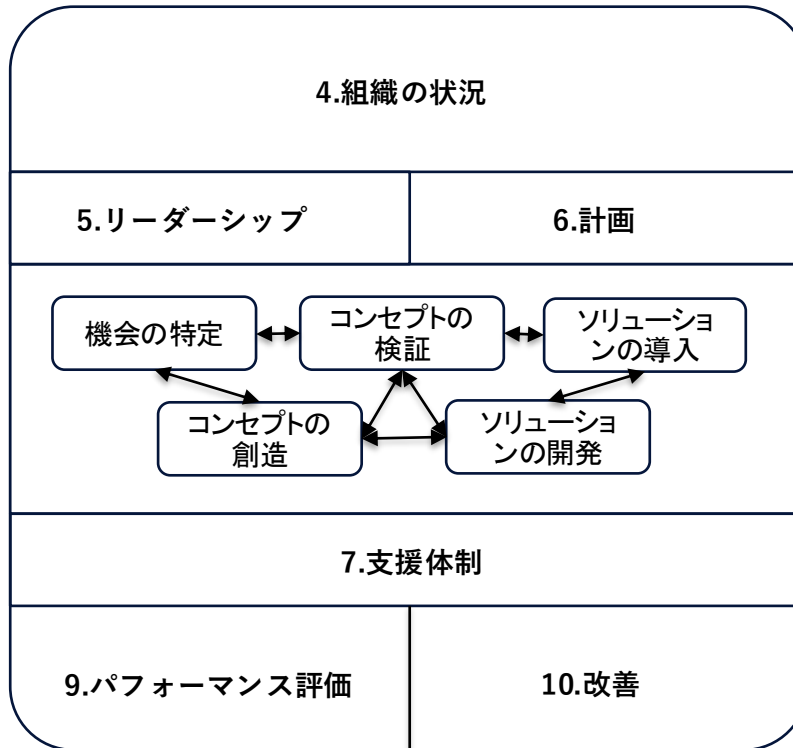 4.組織の状況
5.リーダーシップ
6.計画
機会の特定
コンセプトの
検証
ソリューショ
ンの導入
コンセプトの
創造
ソリューショ
ンの開発
7.支援体制
9.パフォーマンス評価
10.改善